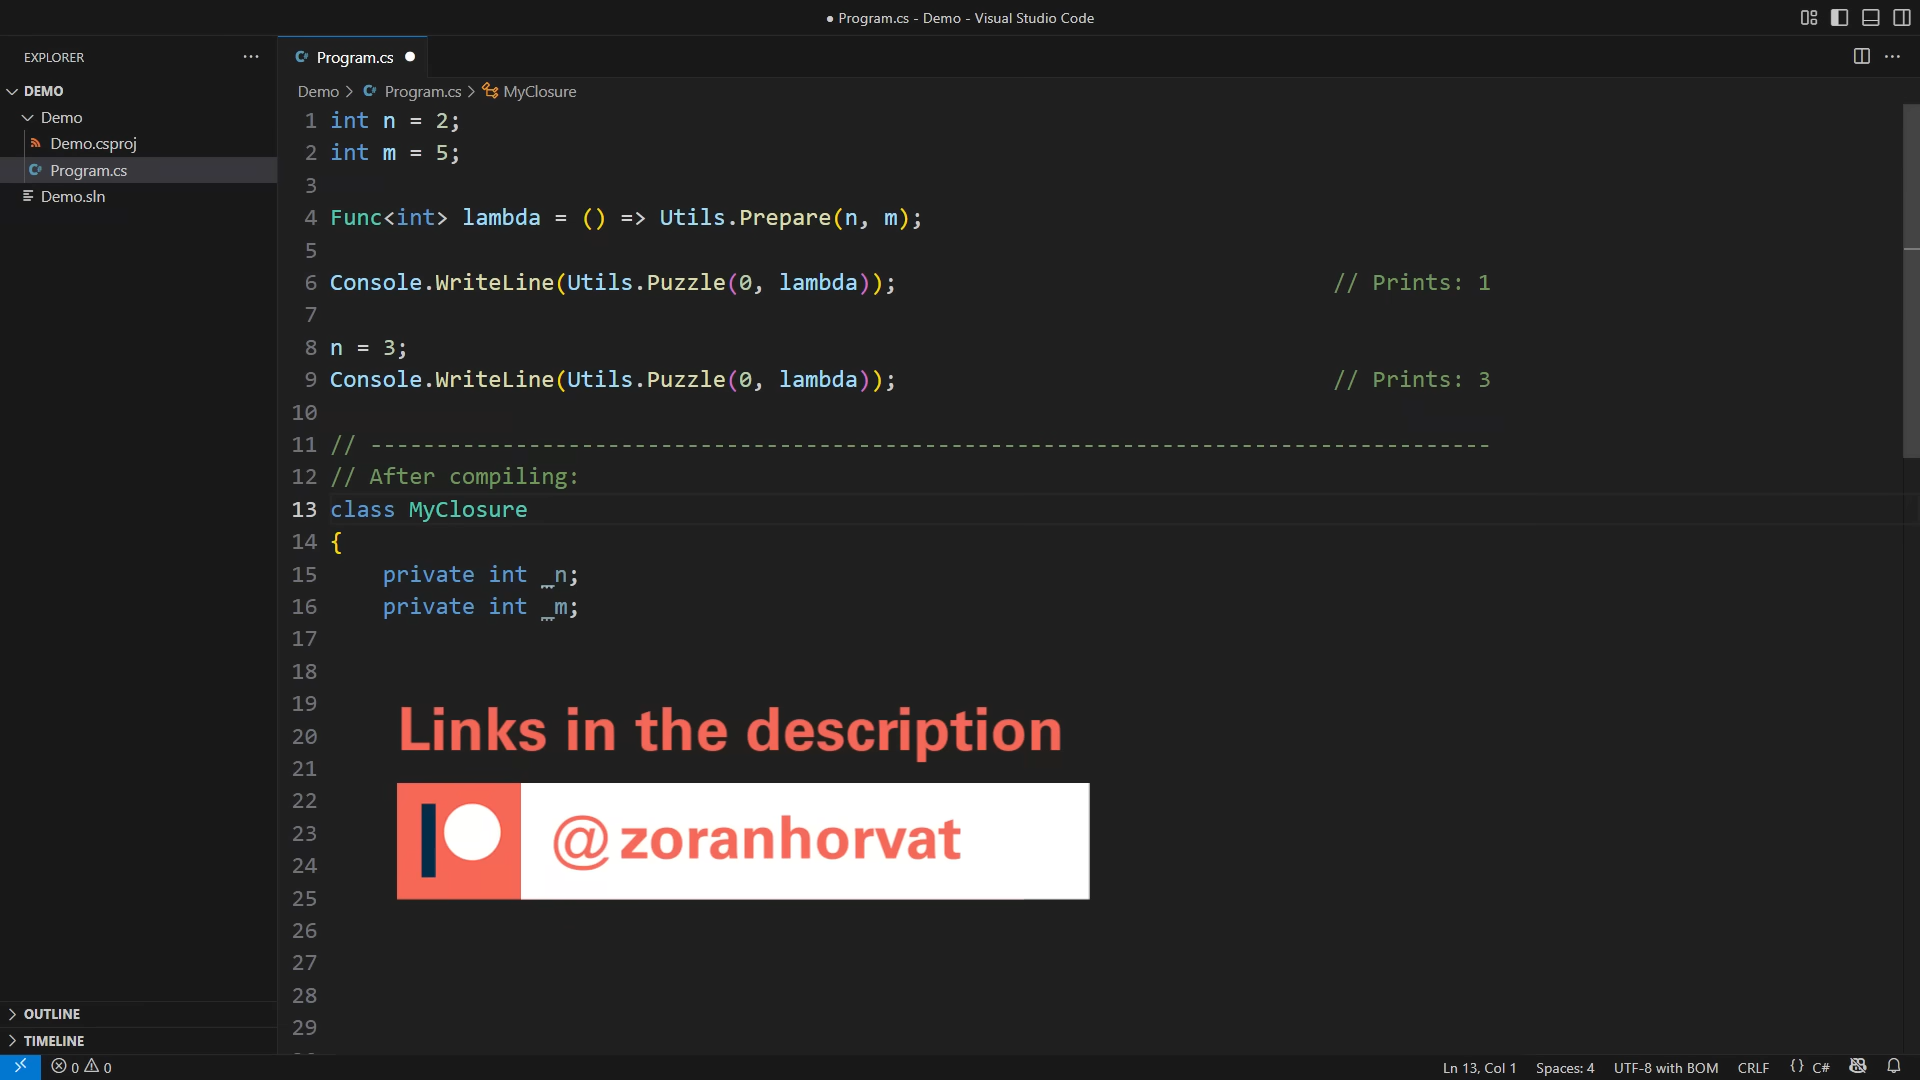 ● Program.cs - Demo - Visual Studio Code
EXPLORER
DEMO
Demo
Demo.csproj
Program.cs
Demo.sln
OUTLINE
TIMELINE
Program.cs
Demo > Program.cs > MyClosure
1 int n = 2;
2 int m = 5;
3
4 Func<int> lambda = () => Utils.Prepare(n, m);
5
6 Console.WriteLine(Utils.Puzzle(0, lambda)); // Prints: 1
7
8 n = 3;
9 Console.WriteLine(Utils.Puzzle(0, lambda)); // Prints: 3
10
11 // -------------------------------------------------------------------------------------
12 // After compiling:
13 class MyClosure
14 {
15 private int _n;
16 private int _m;
17
18
19
20
21
22
23
24
25
26
27
28
29
Links in the description
@zoranhorvat
0 0
Ln 13, Col 1 Spaces: 4 UTF-8 with BOM CRLF {} C#